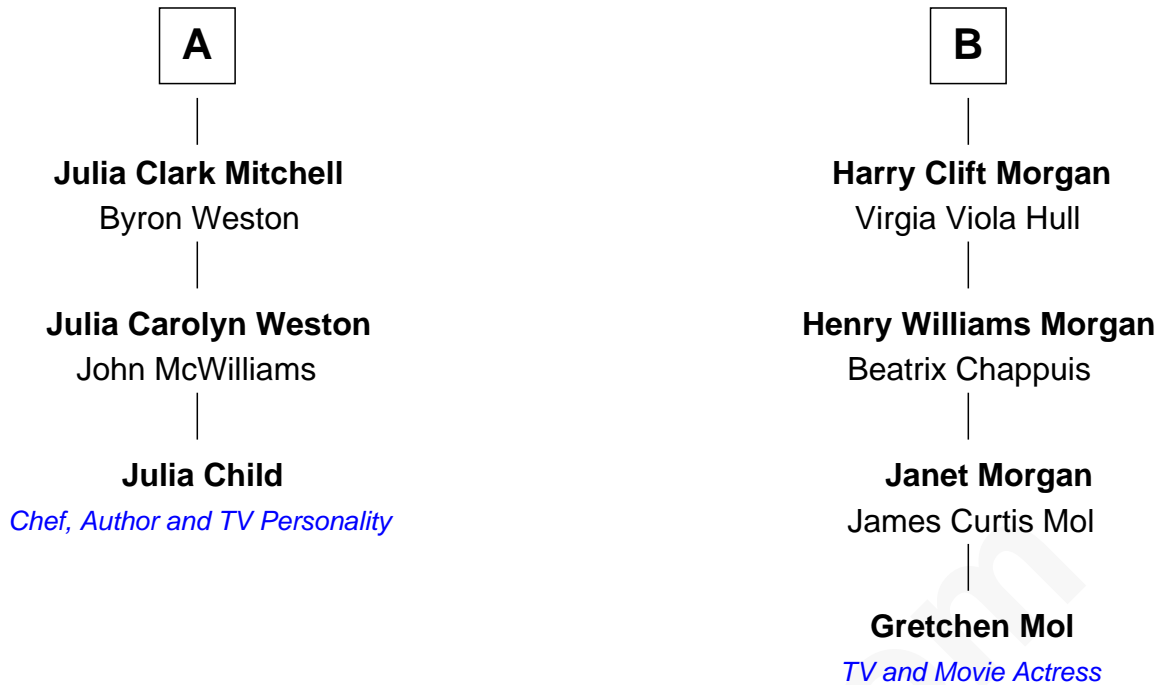 A
Julia Clark Mitchell
Byron Weston
Julia Carolyn Weston
John McWilliams
Julia Child
Chef, Author and TV Personality
B
Harry Clift Morgan
Virgia Viola Hull
Henry Williams Morgan
Beatrix Chappuis
Janet Morgan
James Curtis Mol
Gretchen Mol
TV and Movie Actress